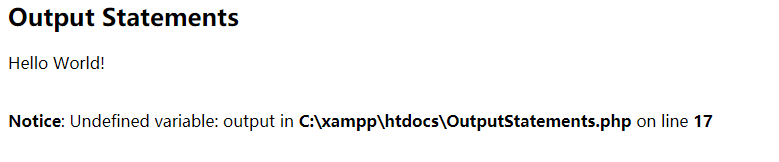 Output Statements
Hello World!
Notice: Undefined variable: output in C:\xampp\htdocs\OutputStatements.php on line 17